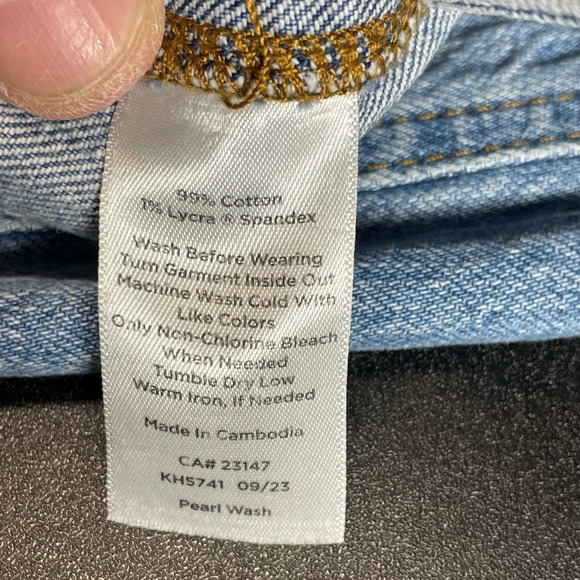 99% Cotton
1% Lycra ® Spandex
Wash Before Wearing
Turn Garment Inside Out
Machine Wash Cold With
Like Colors
Only Non-Chlorine Bleach
When Needed
Tumble Dry Low
Warm Iron, If Needed
Made In Cambodia
CA# 23147
KH5741 09/23
Pearl Wash